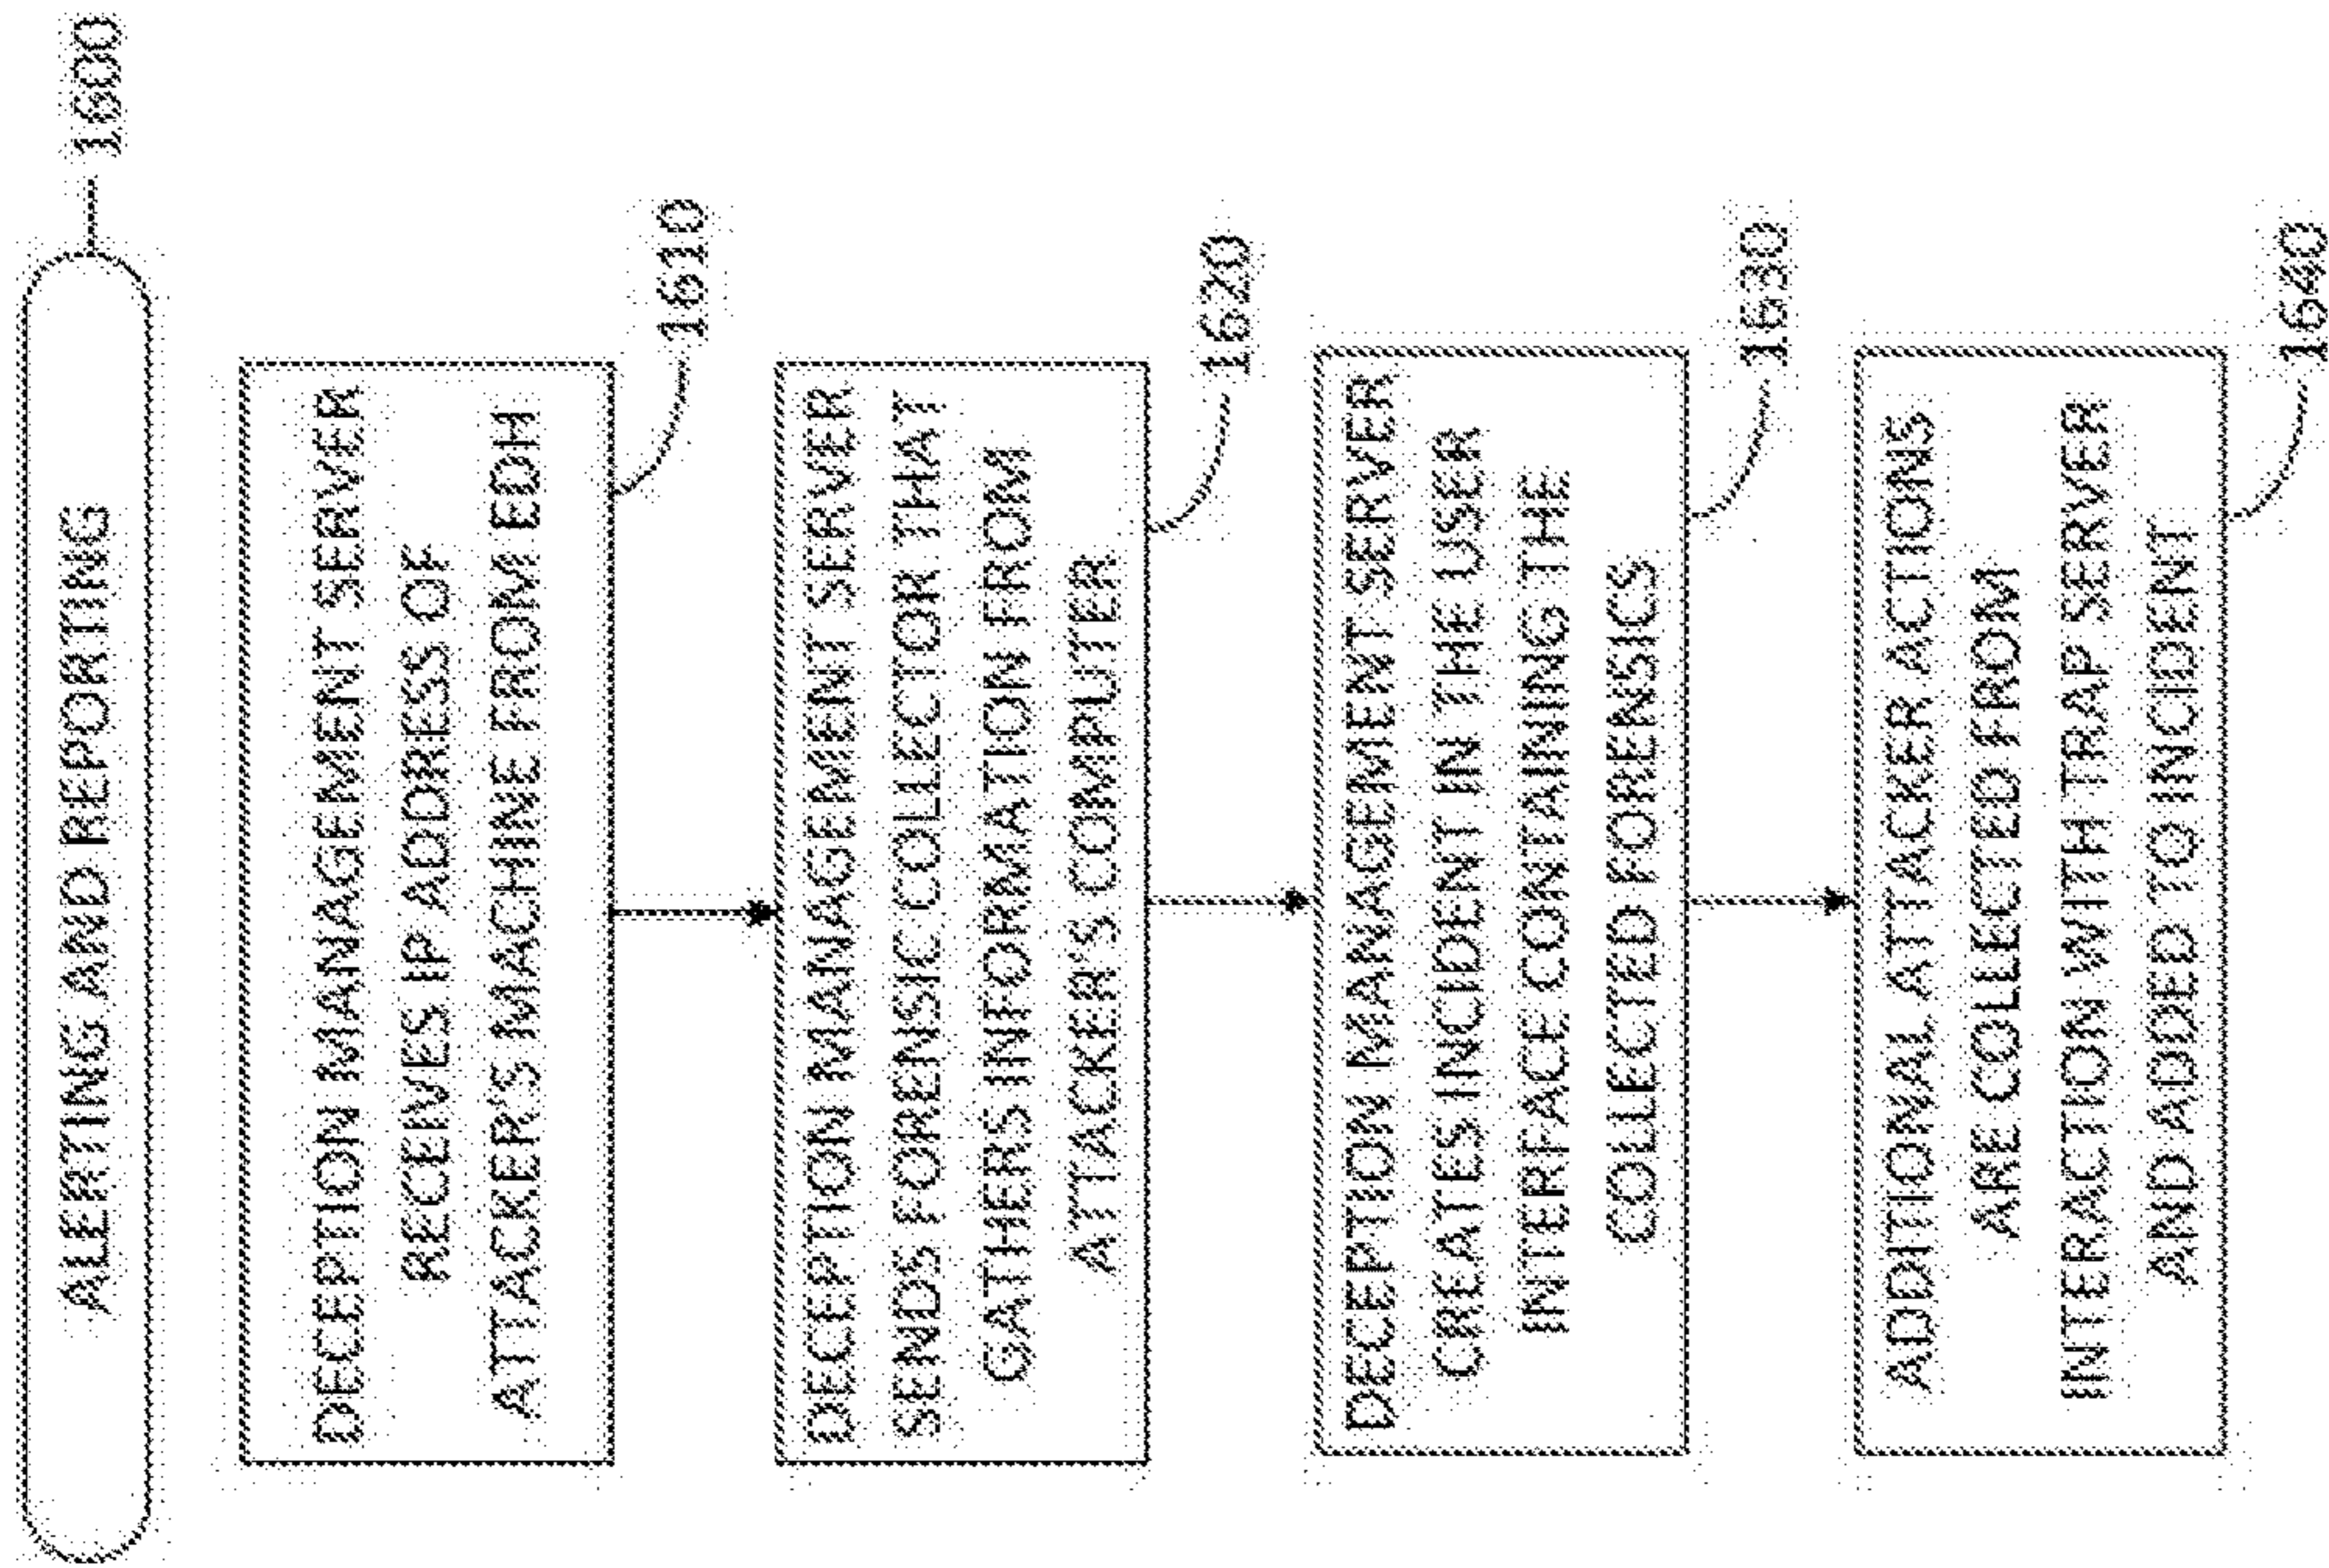 ALERTING AND REPORTING
1600
DECEPTION MANAGEMENT SERVER
RECEIVES IP ADDRESS OF
ATTACKER'S MACHINE FROM EDH
1610
DECEPTION MANAGEMENT SERVER
SENDS FORENSIC COLLECTOR THAT
GATHERS INFORMATION FROM
ATTACKER'S COMPUTER
1620
DECEPTION MANAGEMENT SERVER
CREATES INCIDENT IN THE USER
INTERFACE CONTAINING THE
COLLECTED FORENSICS
1630
ADDITIONAL ATTACKER ACTIONS
ARE COLLECTED FROM
INTERACTION WITH TRAP SERVER
AND ADDED TO INCIDENT
1640